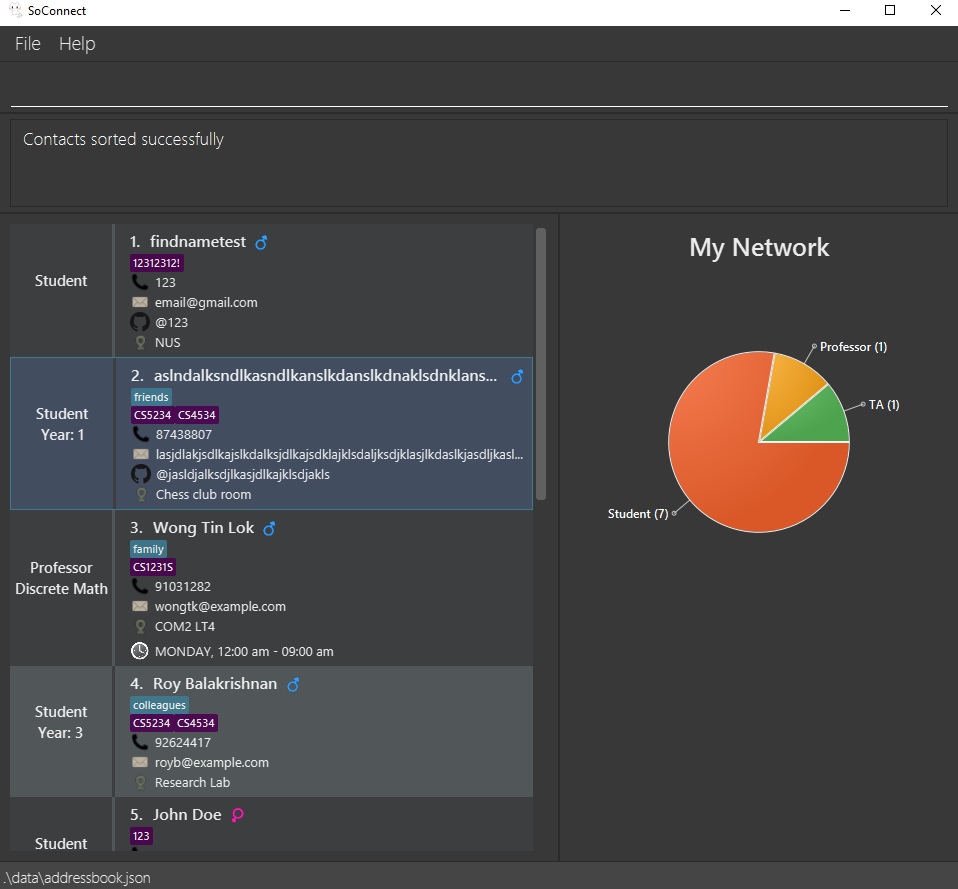 SoConnect
File Help
Contacts sorted successfully
Student
1. findnametest
12312312!
123
email@gmail.com
@123
NUS
Student
Year: 1
2. aslndalksndlkasndlkanslkdanslkdnaklsdnklans...
friends
CS5234 CS4534
87438807
lasjdlakjsdlkajslkdalksjdlkajsdklajklsdaljksdjklasjlkdaslkjasdljkasl...
@jasldjalksdjlkasjdlkajklsdjakls
Chess club room
Professor
Discrete Math
3. Wong Tin Lok
family
CS1231S
91031282
wongtk@example.com
COM2 LT4
MONDAY, 12:00 am - 09:00 am
Student
Year: 3
4. Roy Balakrishnan
colleagues
CS5234 CS4534
92624417
royb@example.com
Research Lab
Student
5. John Doe
123
My Network
Professor (1)
TA (1)
Student (7)
.\data\addressbook.json